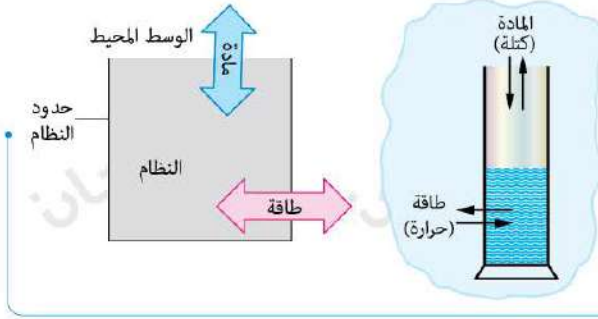 الوسط المحيط
مادة
حدود
النظام
النظام
طاقة
المادة
(كتلة)
طاقة
(حرارة)